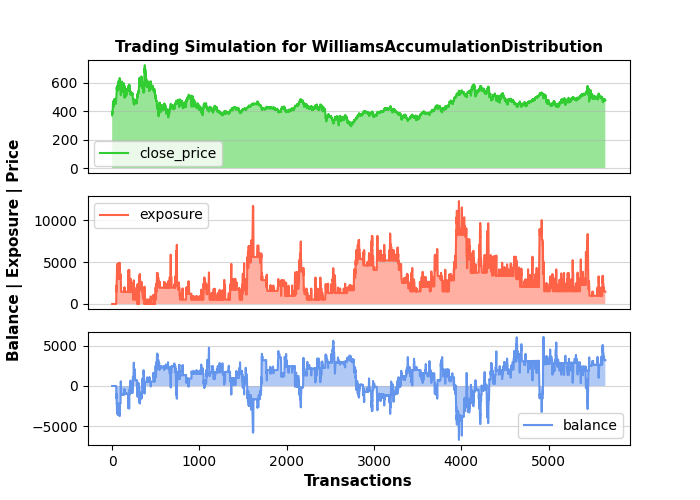 Trading Simulation for WilliamsAccumulationDistribution
Balance | Exposure | Price
600
400
200
0
close_price
10000
5000
0
exposure
5000
0
−5000
balance
0 1000 2000 3000 4000 5000
Transactions